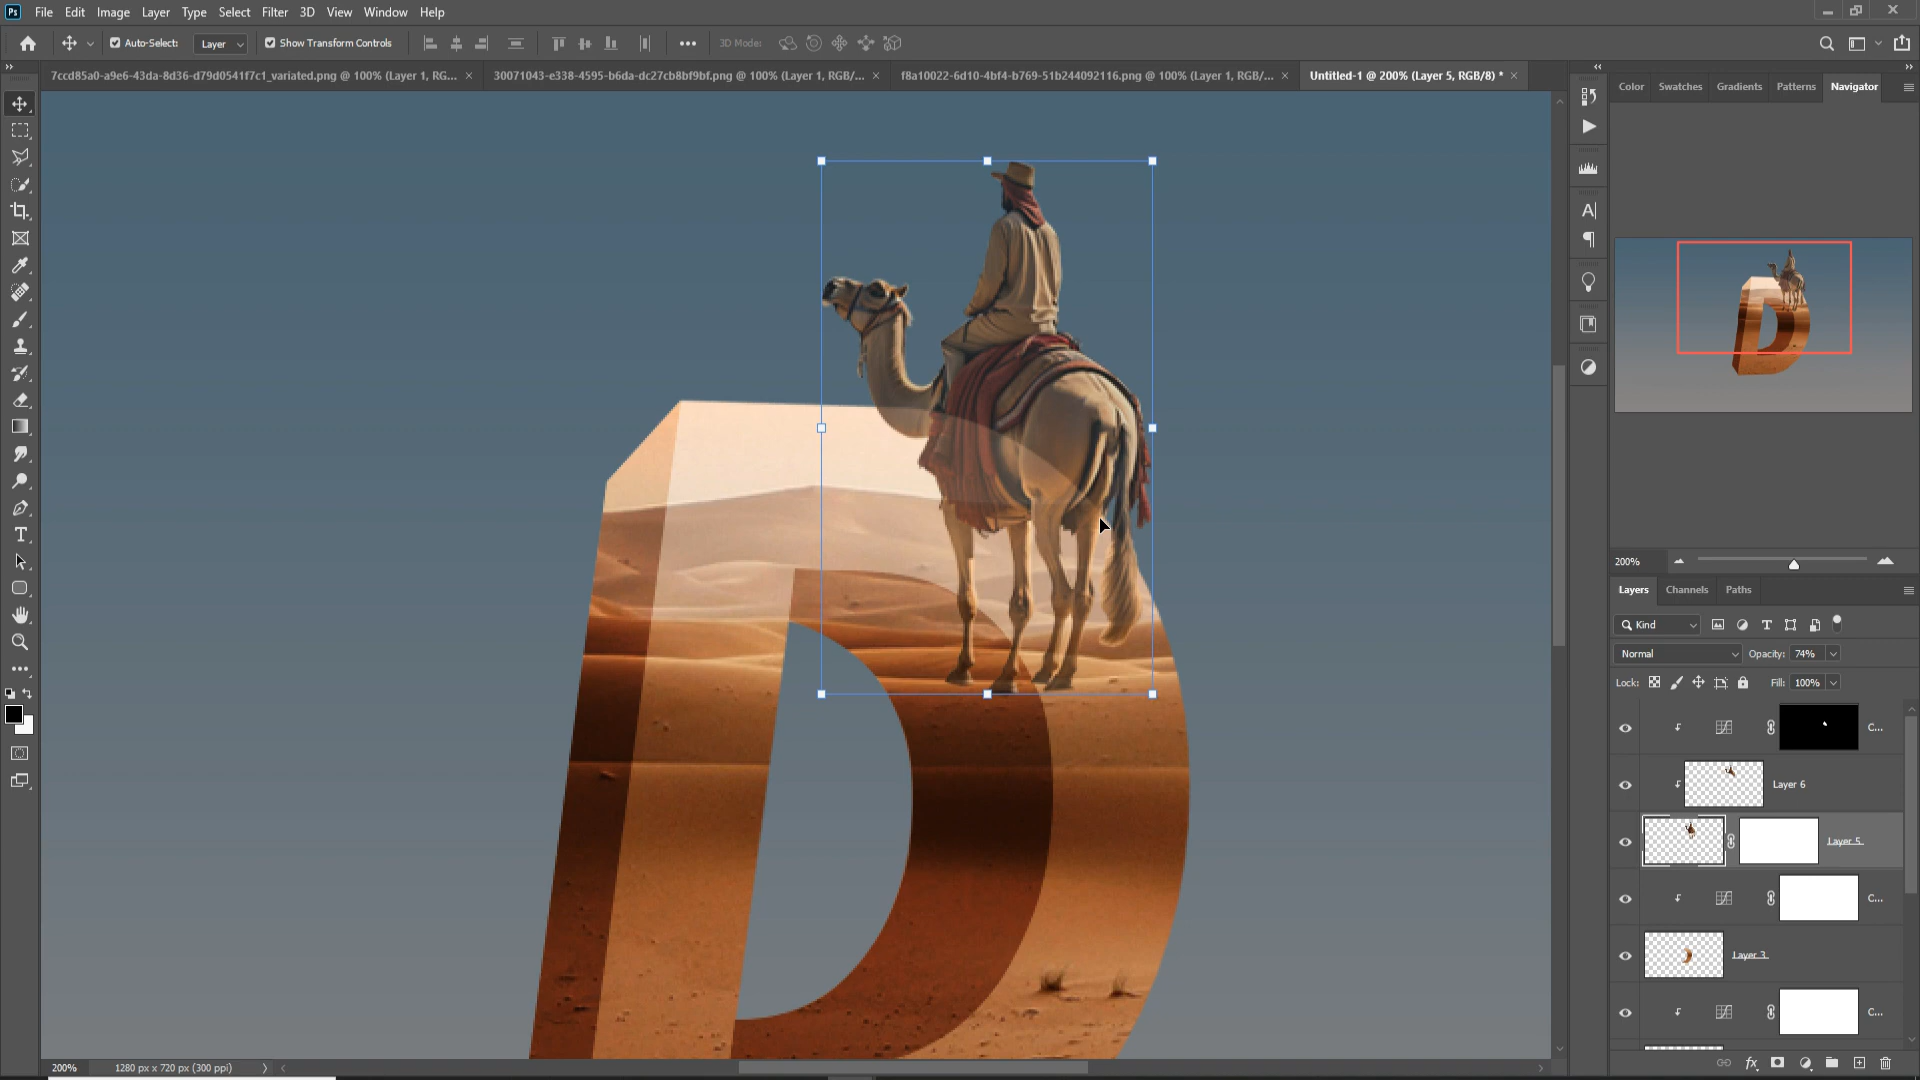 Ps File Edit Image Layer Type Select Filter 3D View Window Help
Auto-Select: Layer Show Transform Controls 3D Mode:
7ccd85a0-a9e6-43da-8d36-d79d0541f7c1_variated.png @ 100% (Layer 1, RG... × 30071043-e338-4595-b6da-dc27cb8bf9bf.png @ 100% (Layer 1, RGB/... × f8a10022-6d10-4bf4-b769-51b244092116.png @ 100% (Layer 1, RGB/... × Untitled-1 @ 200% (Layer 5, RGB/8) * ×
Color Swatches Gradients Patterns Navigator
D
200%
Layers Channels Paths
Kind
Normal Opacity: 74%
Lock: Fill: 100%
C...
Layer 6
Layer 5
C...
Layer 3
C...
200% 1280 px x 720 px (300 ppi)